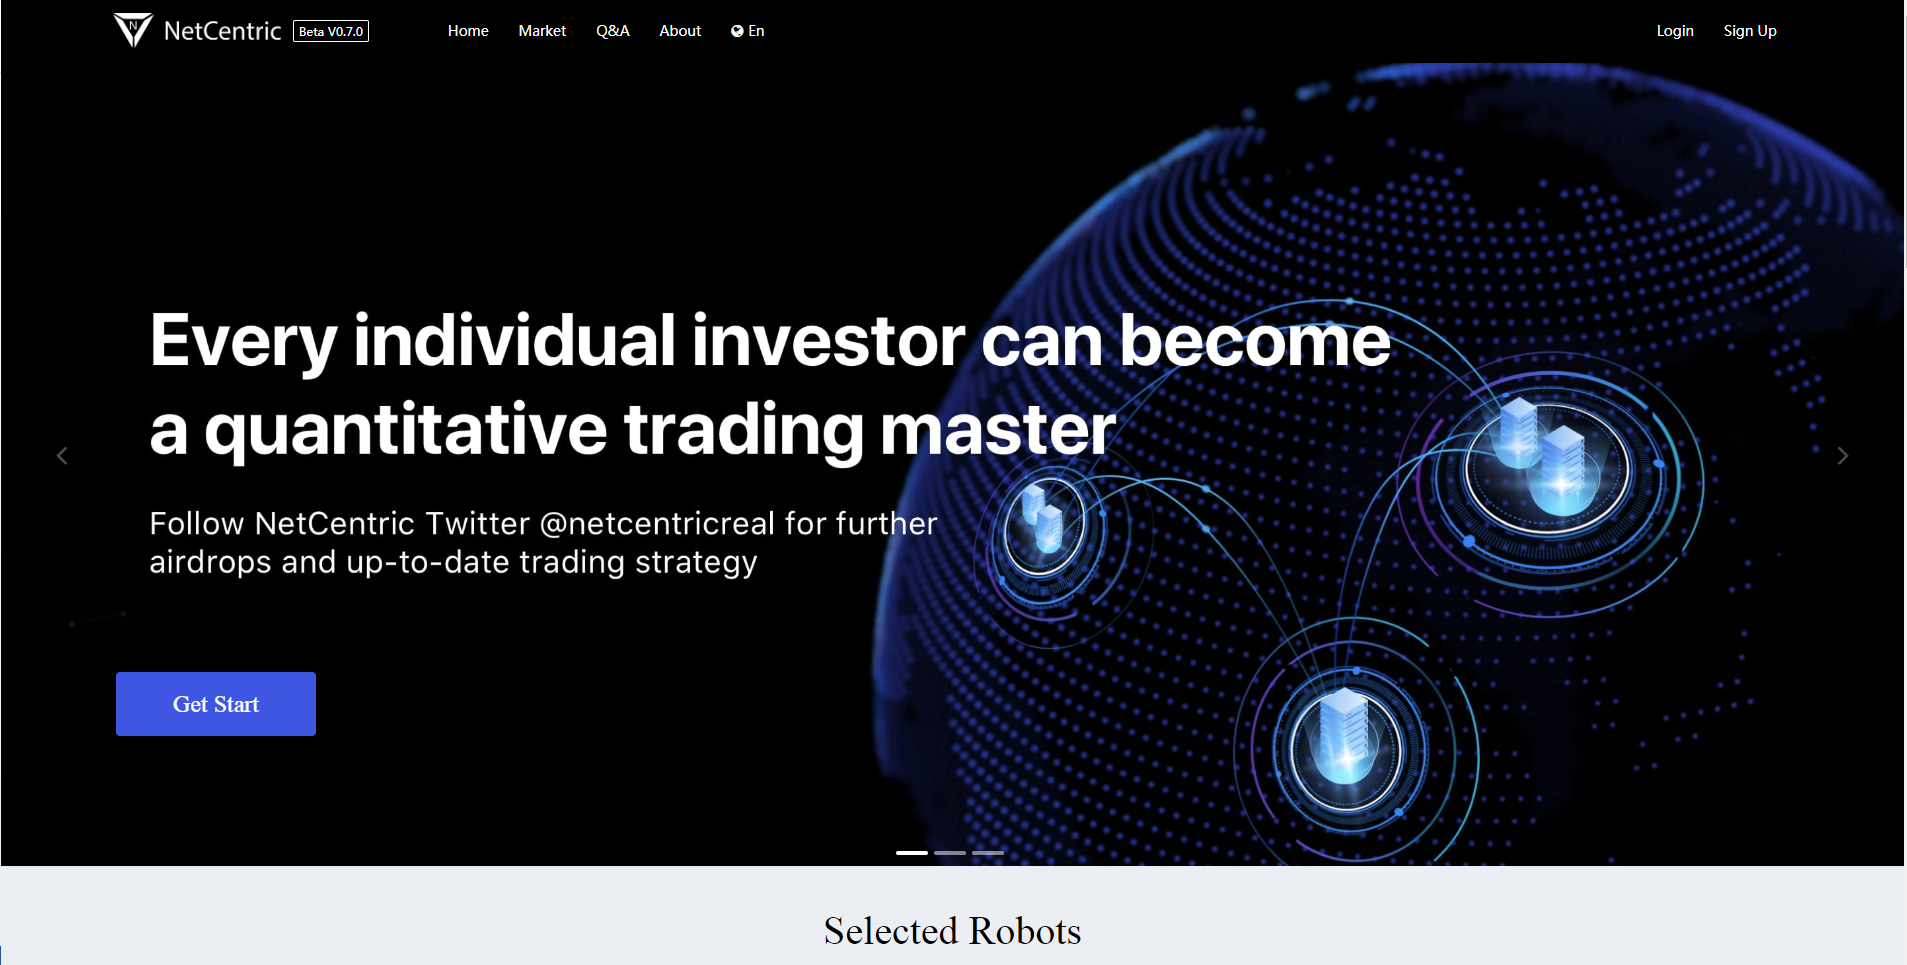 N
NetCentric
Beta V0.7.0
Home
Market
Q&A
About
En
Login
Sign Up
Every individual investor can become
a quantitative trading master
Follow NetCentric Twitter @netcentricreal for further
airdrops and up-to-date trading strategy
Get Start
Selected Robots